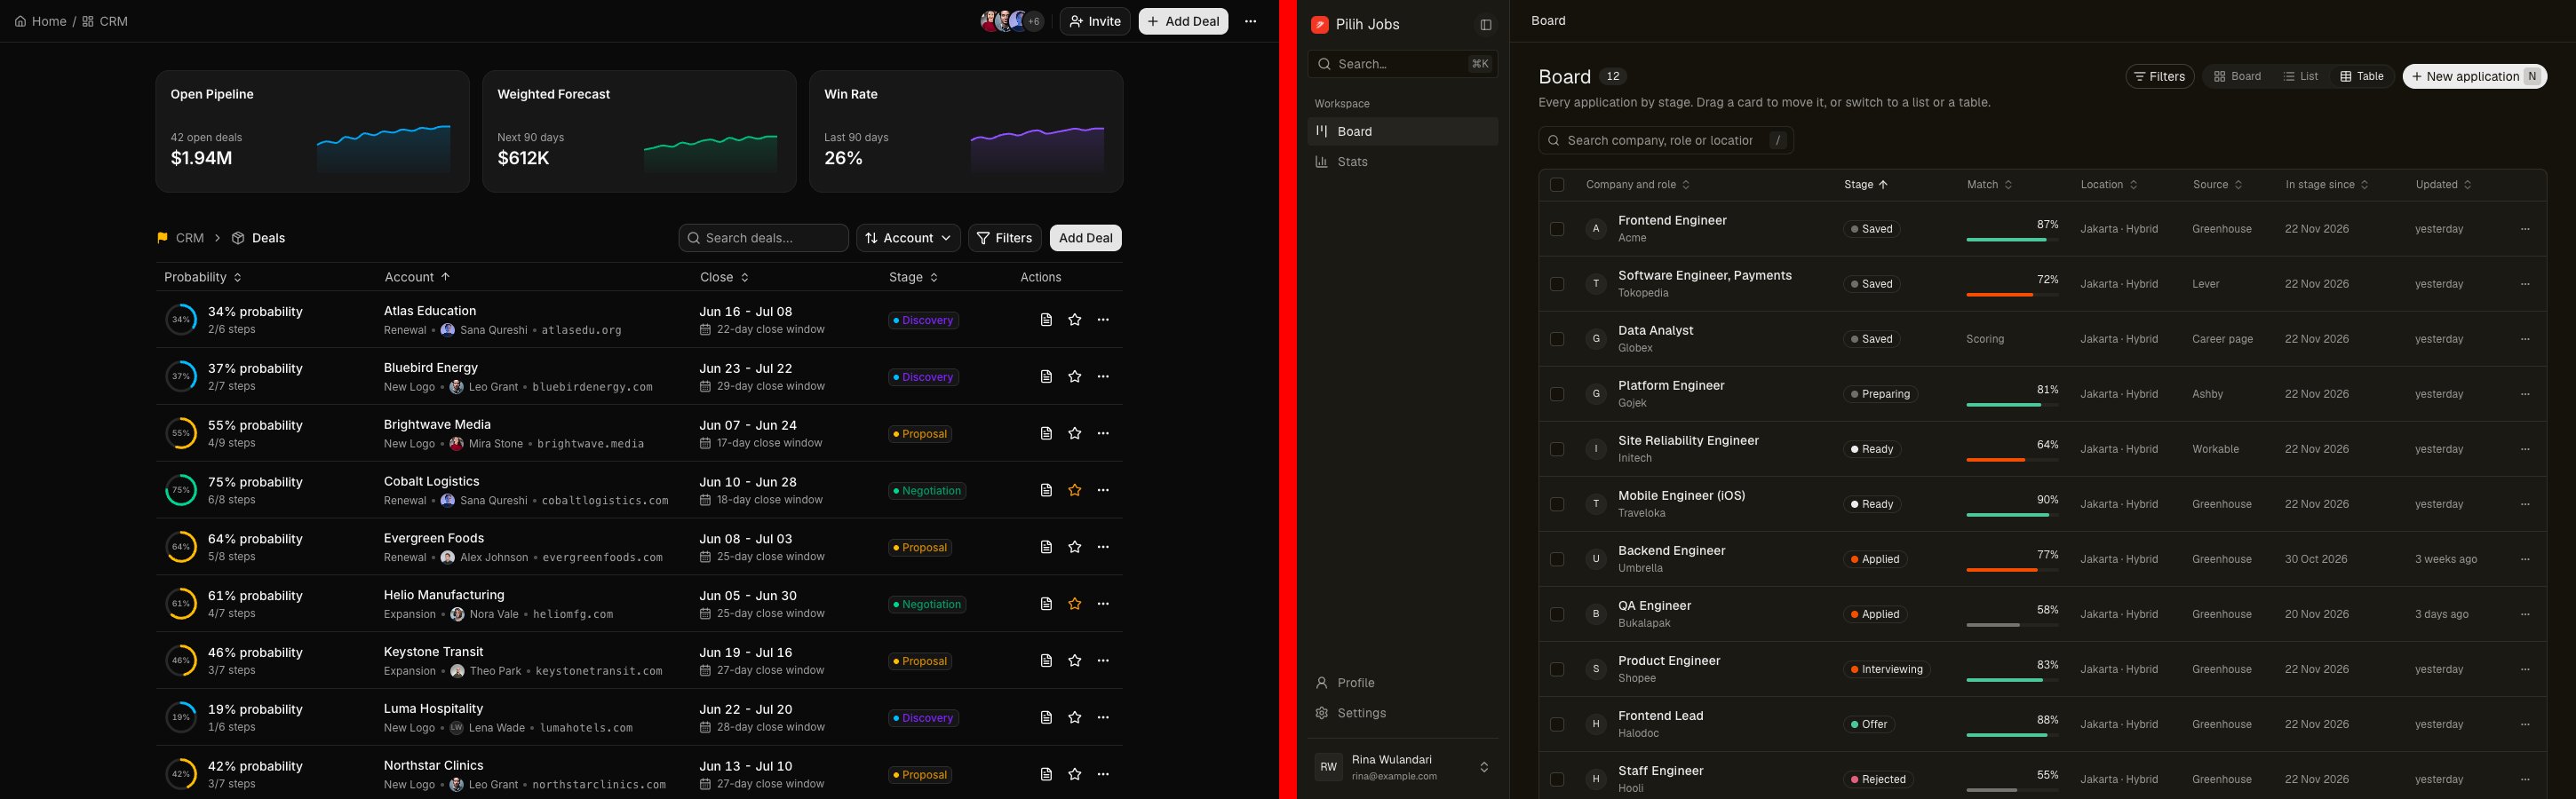 Home / CRM
+6
Invite
Add Deal
Open Pipeline
42 open deals
$1.94M
Weighted Forecast
Next 90 days
$612K
Win Rate
Last 90 days
26%
CRM
Deals
Search deals...
Account
Filters
Add Deal
Probability
Account
Close
Stage
Actions
34%
34% probability
2/6 steps
Atlas Education
Renewal • Sana Qureshi • atlasedu.org
Jun 16 - Jul 08
22-day close window
Discovery
37%
37% probability
2/7 steps
Bluebird Energy
New Logo • Leo Grant • bluebirdenergy.com
Jun 23 - Jul 22
29-day close window
Discovery
55%
55% probability
4/9 steps
Brightwave Media
New Logo • Mira Stone • brightwave.media
Jun 07 - Jun 24
17-day close window
Proposal
75%
75% probability
6/8 steps
Cobalt Logistics
Renewal • Sana Qureshi • cobaltlogistics.com
Jun 10 - Jun 28
18-day close window
Negotiation
64%
64% probability
5/8 steps
Evergreen Foods
Renewal • Alex Johnson • evergreenfoods.com
Jun 08 - Jul 03
25-day close window
Proposal
61%
61% probability
4/7 steps
Helio Manufacturing
Expansion • Nora Vale • heliomfg.com
Jun 05 - Jun 30
25-day close window
Negotiation
46%
46% probability
3/7 steps
Keystone Transit
Expansion • Theo Park • keystonetransit.com
Jun 19 - Jul 16
27-day close window
Proposal
19%
19% probability
1/6 steps
Luma Hospitality
New Logo • LW Lena Wade • lumahotels.com
Jun 22 - Jul 20
28-day close window
Discovery
42%
42% probability
3/7 steps
Northstar Clinics
New Logo • Leo Grant • northstarclinics.com
Jun 13 - Jul 10
27-day close window
Proposal
Pilih Jobs
Search...
⌘K
Workspace
Board
Stats
Profile
Settings
RW
Rina Wulandari
rina@example.com
Board
Board 12
Filters
Board
List
Table
New application N
Every application by stage. Drag a card to move it, or switch to a list or a table.
Search company, role or location /
Company and role
Stage
Match
Location
Source
In stage since
Updated
A
Frontend Engineer
Acme
Saved
87%
Jakarta · Hybrid
Greenhouse
22 Nov 2026
yesterday
T
Software Engineer, Payments
Tokopedia
Saved
72%
Jakarta · Hybrid
Lever
22 Nov 2026
yesterday
G
Data Analyst
Globex
Saved
Scoring
Jakarta · Hybrid
Career page
22 Nov 2026
yesterday
G
Platform Engineer
Gojek
Preparing
81%
Jakarta · Hybrid
Ashby
22 Nov 2026
yesterday
I
Site Reliability Engineer
Initech
Ready
64%
Jakarta · Hybrid
Workable
22 Nov 2026
yesterday
T
Mobile Engineer (iOS)
Traveloka
Ready
90%
Jakarta · Hybrid
Greenhouse
22 Nov 2026
yesterday
U
Backend Engineer
Umbrella
Applied
77%
Jakarta · Hybrid
Greenhouse
30 Oct 2026
3 weeks ago
B
QA Engineer
Bukalapak
Applied
58%
Jakarta · Hybrid
Greenhouse
20 Nov 2026
3 days ago
S
Product Engineer
Shopee
Interviewing
83%
Jakarta · Hybrid
Greenhouse
22 Nov 2026
yesterday
H
Frontend Lead
Halodoc
Offer
88%
Jakarta · Hybrid
Greenhouse
22 Nov 2026
yesterday
H
Staff Engineer
Hooli
Rejected
55%
Jakarta · Hybrid
Greenhouse
22 Nov 2026
yesterday